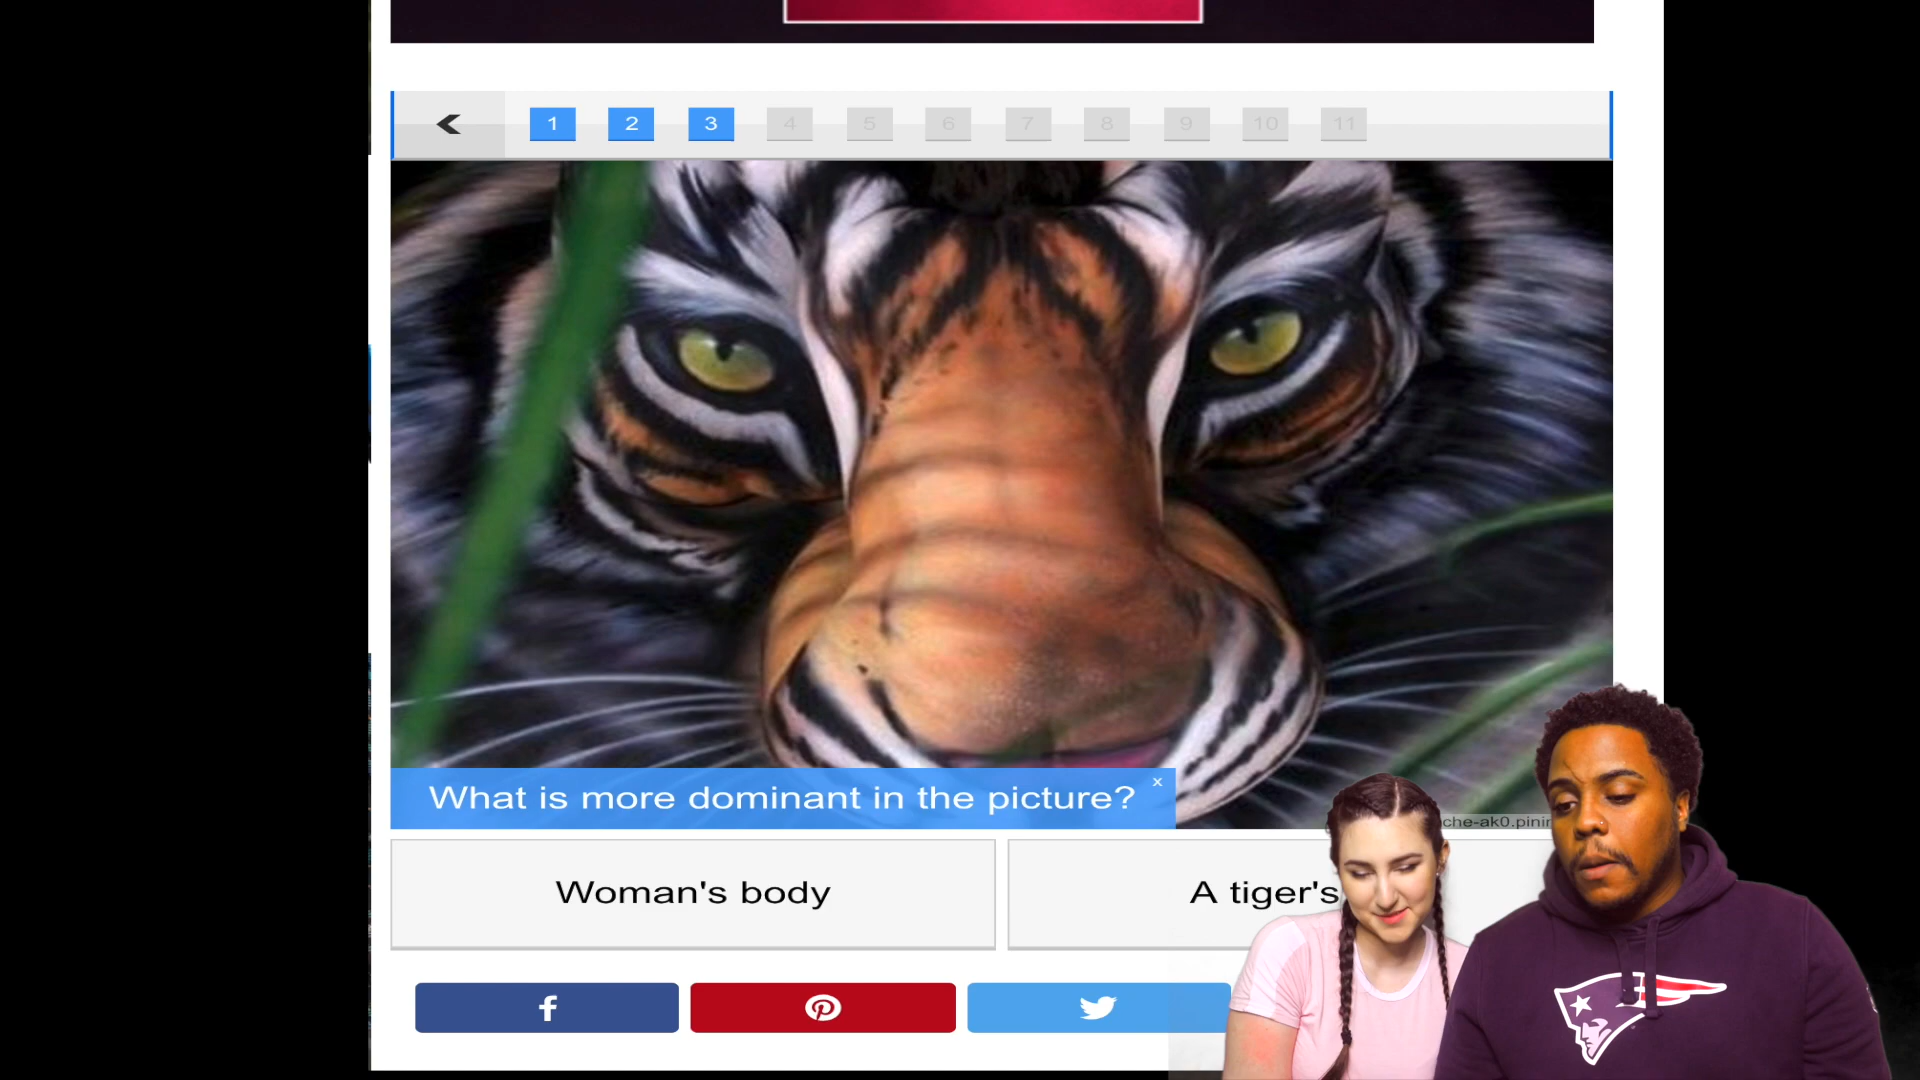 1 2 3 4 5 6 7 8 9 10 11
What is more dominant in the picture? x
che-ak0.pinir
Woman's body
A tiger's
f